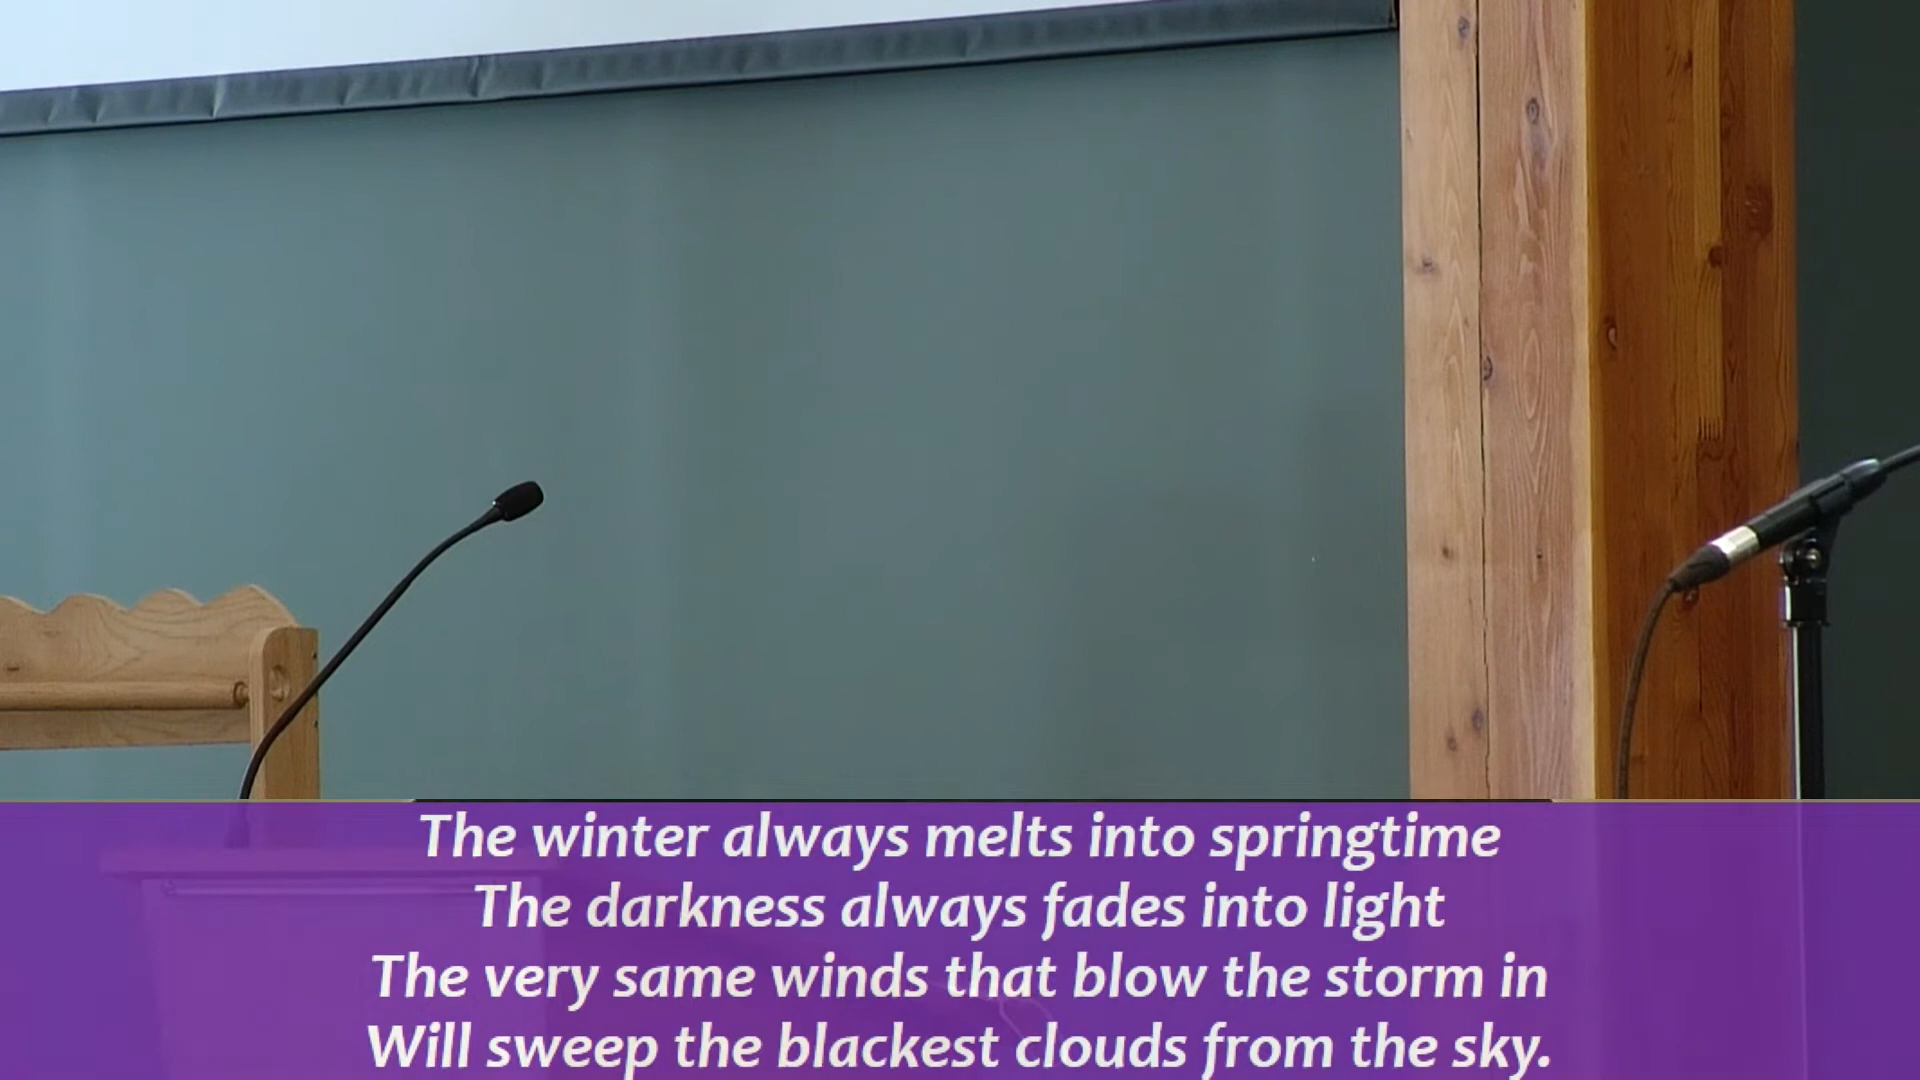 The winter always melts into springtime
The darkness always fades into light
The very same winds that blow the storm in
Will sweep the blackest clouds from the sky.